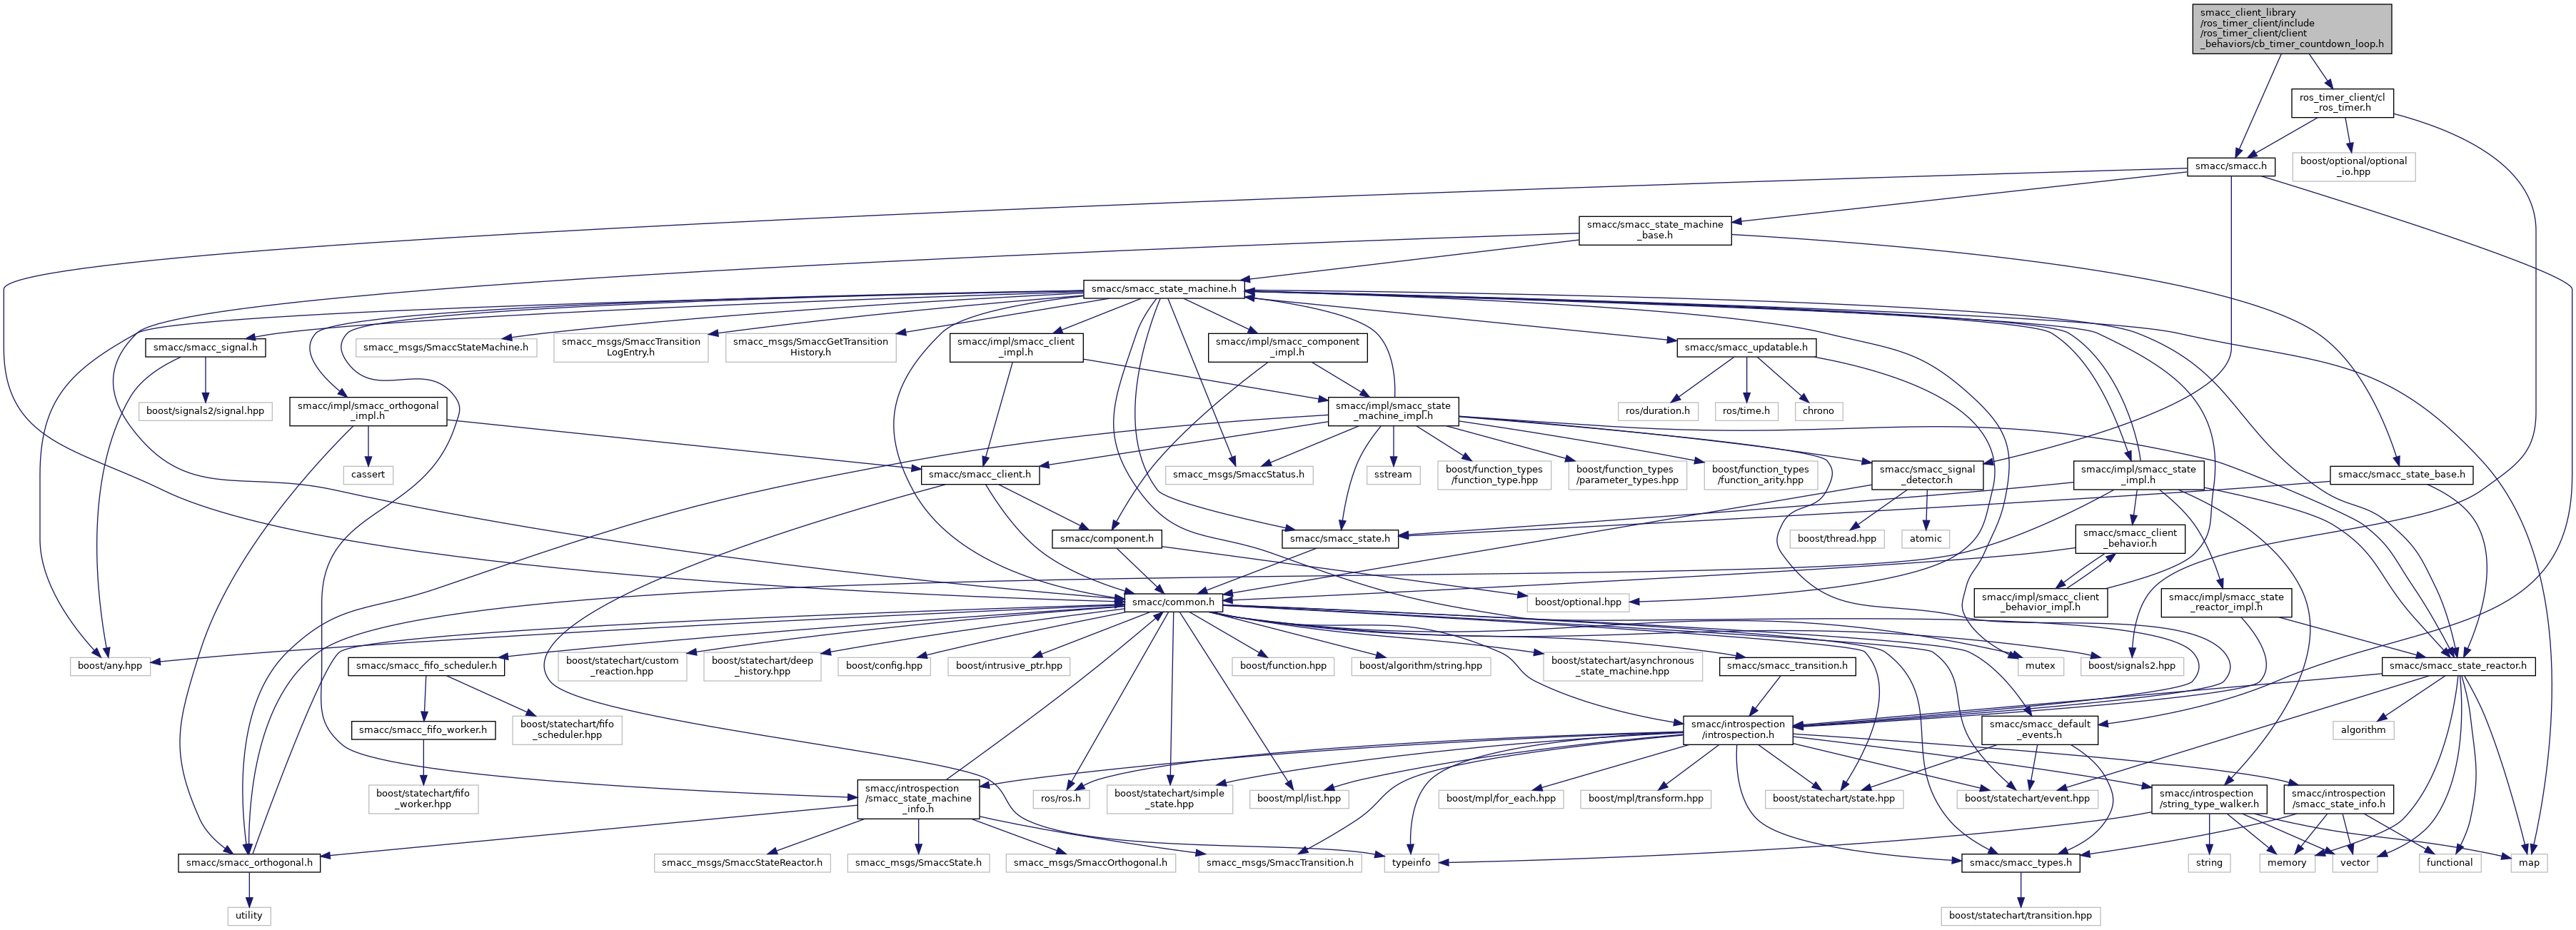 smacc_client_library
/ros_timer_client/include
/ros_timer_client/client
_behaviors/cb_timer_countdown_loop.h
ros_timer_client/cl
_ros_timer.h
smacc/smacc.h
boost/optional/optional
_io.hpp
smacc/smacc_state_machine
_base.h
smacc/smacc_state_machine.h
smacc/smacc_signal.h
smacc_msgs/SmaccStateMachine.h
smacc_msgs/SmaccTransition
LogEntry.h
smacc_msgs/SmaccGetTransition
History.h
smacc/impl/smacc_client
_impl.h
smacc/impl/smacc_component
_impl.h
smacc/smacc_updatable.h
boost/signals2/signal.hpp
smacc/impl/smacc_orthogonal
_impl.h
smacc/impl/smacc_state
_machine_impl.h
ros/duration.h
ros/time.h
chrono
cassert
smacc/smacc_client.h
smacc_msgs/SmaccStatus.h
sstream
boost/function_types
/function_type.hpp
boost/function_types
/parameter_types.hpp
boost/function_types
/function_arity.hpp
smacc/smacc_signal
_detector.h
smacc/impl/smacc_state
_impl.h
smacc/smacc_state_base.h
smacc/component.h
smacc/smacc_state.h
boost/thread.hpp
atomic
smacc/smacc_client
_behavior.h
smacc/common.h
boost/optional.hpp
smacc/impl/smacc_client
_behavior_impl.h
smacc/impl/smacc_state
_reactor_impl.h
boost/any.hpp
smacc/smacc_fifo_scheduler.h
boost/statechart/custom
_reaction.hpp
boost/statechart/deep
_history.hpp
boost/config.hpp
boost/intrusive_ptr.hpp
boost/function.hpp
boost/algorithm/string.hpp
boost/statechart/asynchronous
_state_machine.hpp
smacc/smacc_transition.h
mutex
boost/signals2.hpp
smacc/smacc_state_reactor.h
smacc/smacc_fifo_worker.h
boost/statechart/fifo
_scheduler.hpp
smacc/introspection
/introspection.h
smacc/smacc_default
_events.h
algorithm
boost/statechart/fifo
_worker.hpp
smacc/introspection
/smacc_state_machine
_info.h
ros/ros.h
boost/statechart/simple
_state.hpp
boost/mpl/list.hpp
boost/mpl/for_each.hpp
boost/mpl/transform.hpp
boost/statechart/state.hpp
boost/statechart/event.hpp
smacc/introspection
/string_type_walker.h
smacc/introspection
/smacc_state_info.h
smacc/smacc_orthogonal.h
smacc_msgs/SmaccStateReactor.h
smacc_msgs/SmaccState.h
smacc_msgs/SmaccOrthogonal.h
smacc_msgs/SmaccTransition.h
typeinfo
smacc/smacc_types.h
string
memory
vector
functional
map
utility
boost/statechart/transition.hpp